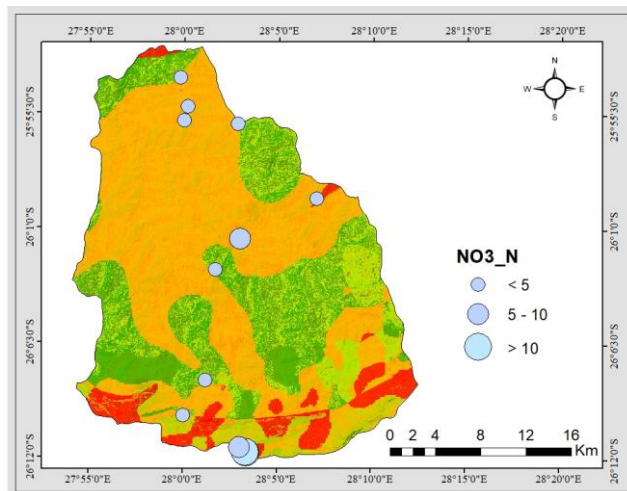 27°55'0"E 28°0'0"E 28°5'0"E 28°10'0"E 28°15'0"E 28°20'0"E
N
W E
S
25°55'30"S 25°55'30"S
26°1'0"S 26°1'0"S
NO3_N
< 5
5 - 10
> 10
26°6'30"S 26°6'30"S
0 1 2 4 8 12 16
Km
26°12'0"S 26°12'0"S
27°55'0"E 28°0'0"E 28°5'0"E 28°10'0"E 28°15'0"E 28°20'0"E